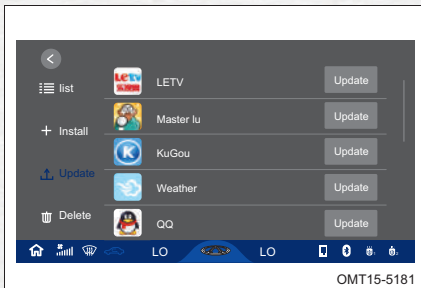 list
LETV
Update
Master lu
Update
+ Install
KuGou
Update
Update
Weather
Update
Delete
QQ
Update
LO
LO
OMT15-5181